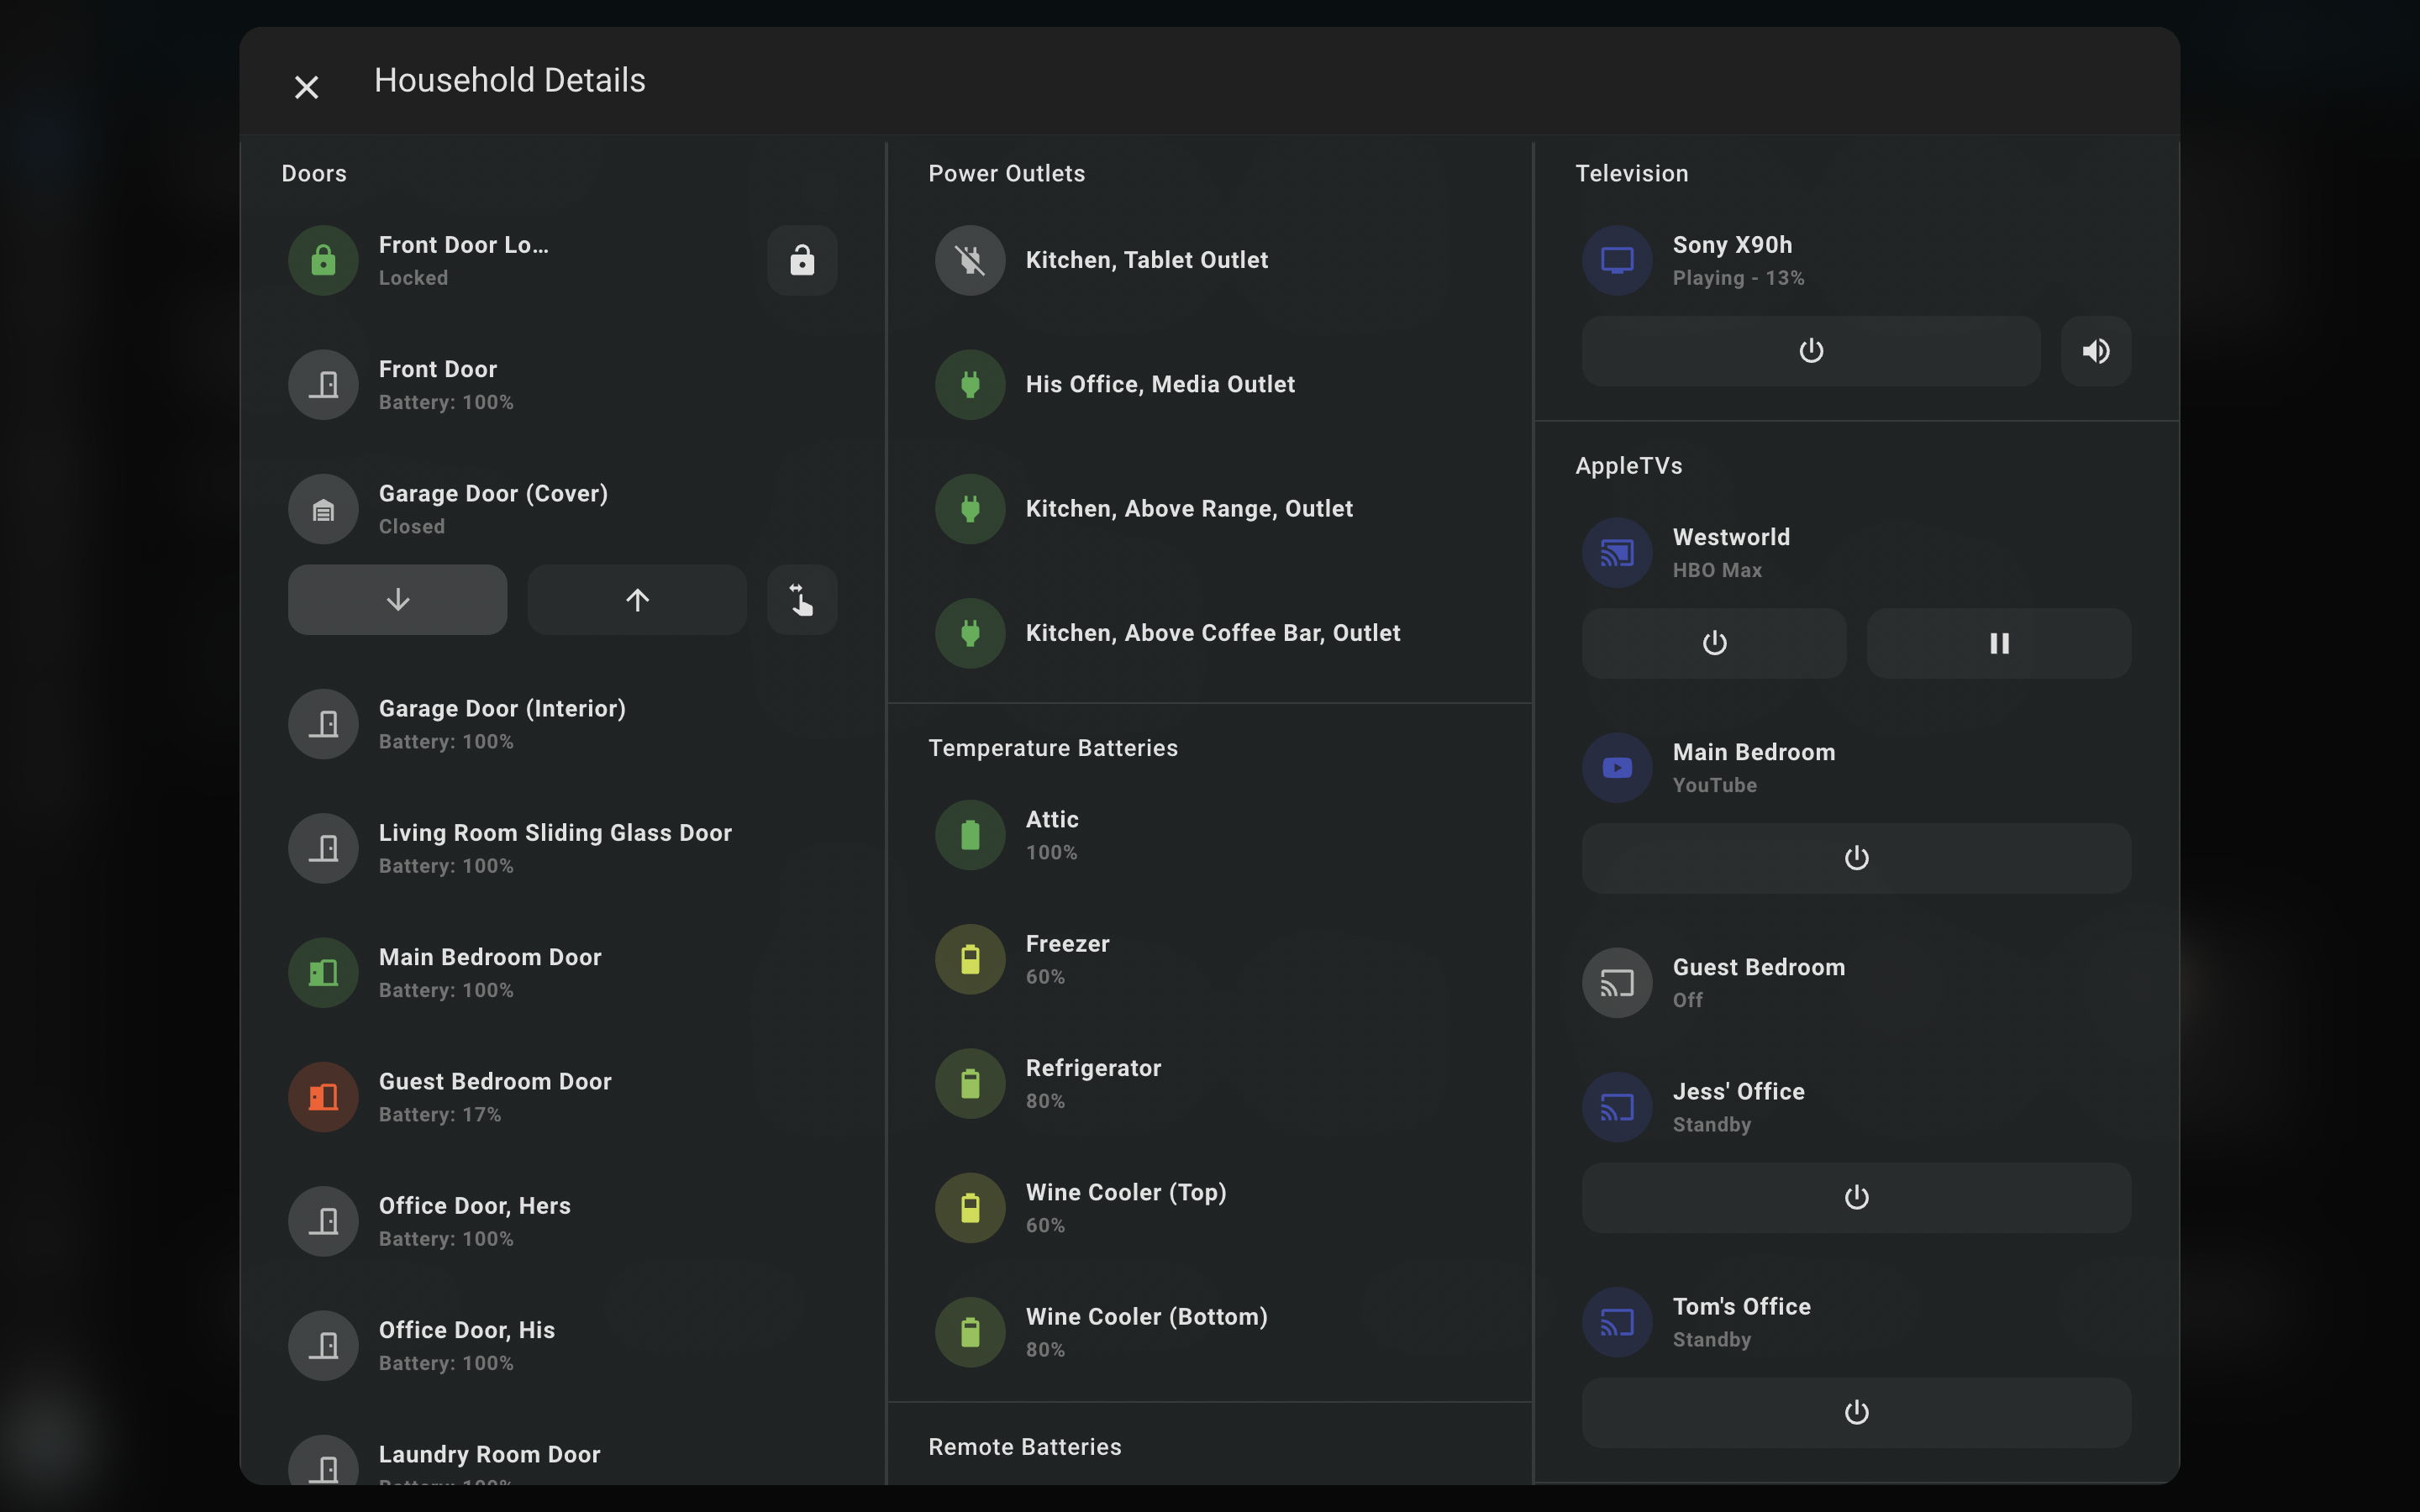 Household Details
Doors
Front Door Lo...
Locked
Front Door
Battery: 100%
Garage Door (Cover)
Closed
Garage Door (Interior)
Battery: 100%
Living Room Sliding Glass Door
Battery: 100%
Main Bedroom Door
Battery: 100%
Guest Bedroom Door
Battery: 17%
Office Door, Hers
Battery: 100%
Office Door, His
Battery: 100%
Laundry Room Door
Battery: 100%
Power Outlets
Kitchen, Tablet Outlet
His Office, Media Outlet
Kitchen, Above Range, Outlet
Kitchen, Above Coffee Bar, Outlet
Temperature Batteries
Attic
100%
Freezer
60%
Refrigerator
80%
Wine Cooler (Top)
60%
Wine Cooler (Bottom)
80%
Remote Batteries
Television
Sony X90h
Playing - 13%
AppleTVs
Westworld
HBO Max
Main Bedroom
YouTube
Guest Bedroom
Off
Jess' Office
Standby
Tom's Office
Standby